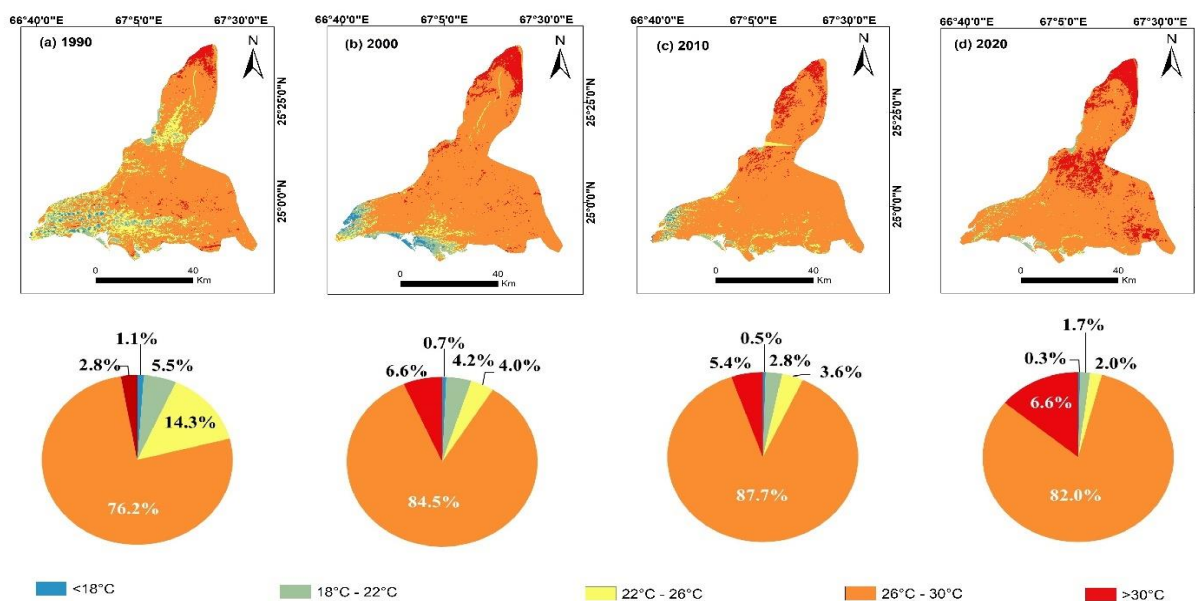 66°40'0"E 67°5'0"E 67°30'0"E 66°40'0"E 67°5'0"E 67°30'0"E 66°40'0"E 67°5'0"E 67°30'0"E 66°40'0"E 67°5'0"E 67°30'0"E
(a) 1990 N (b) 2000 N (c) 2010 N (d) 2020 N
25°25'0"N 25°25'0"N 25°25'0"N 25°25'0"N
25°0'0"N 25°0'0"N 25°0'0"N 25°0'0"N
0 40 0 40 0 40 0 40
Km Km Km Km
1.1% 0.7% 0.5% 1.7%
2.8% 5.5% 6.6% 4.2% 4.0% 5.4% 2.8% 3.6% 0.3% 2.0%
14.3% 6.6%
76.2% 84.5% 87.7% 82.0%
<18°C 18°C - 22°C 22°C - 26°C 26°C - 30°C >30°C